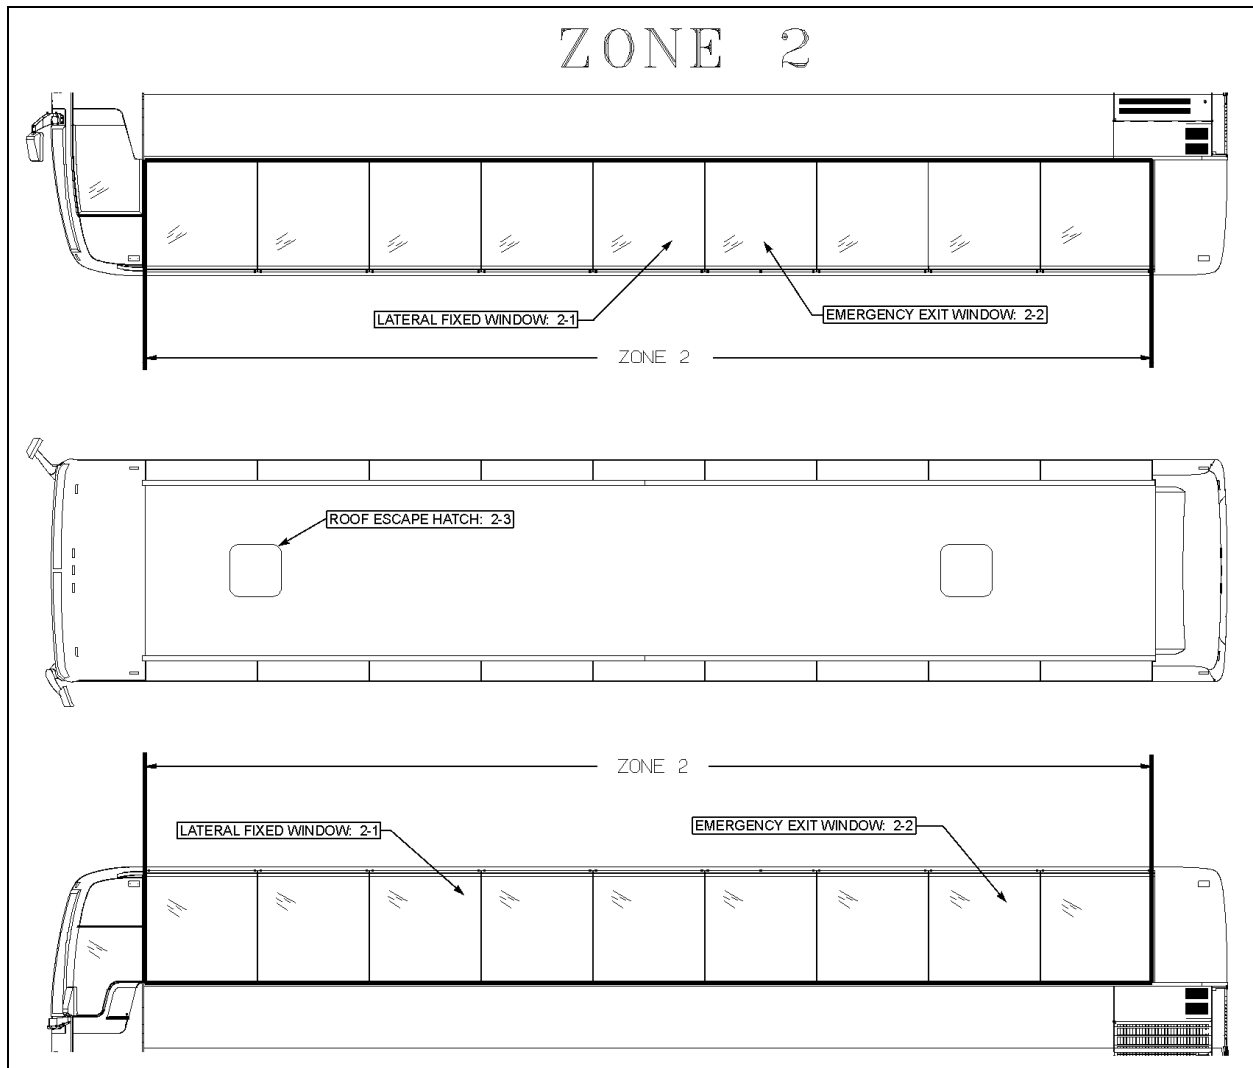 ZONE 2
LATERAL FIXED WINDOW: 2-1
EMERGENCY EXIT WINDOW: 2-2
ZONE 2
ROOF ESCAPE HATCH: 2-3
ZONE 2
LATERAL FIXED WINDOW: 2-1
EMERGENCY EXIT WINDOW: 2-2